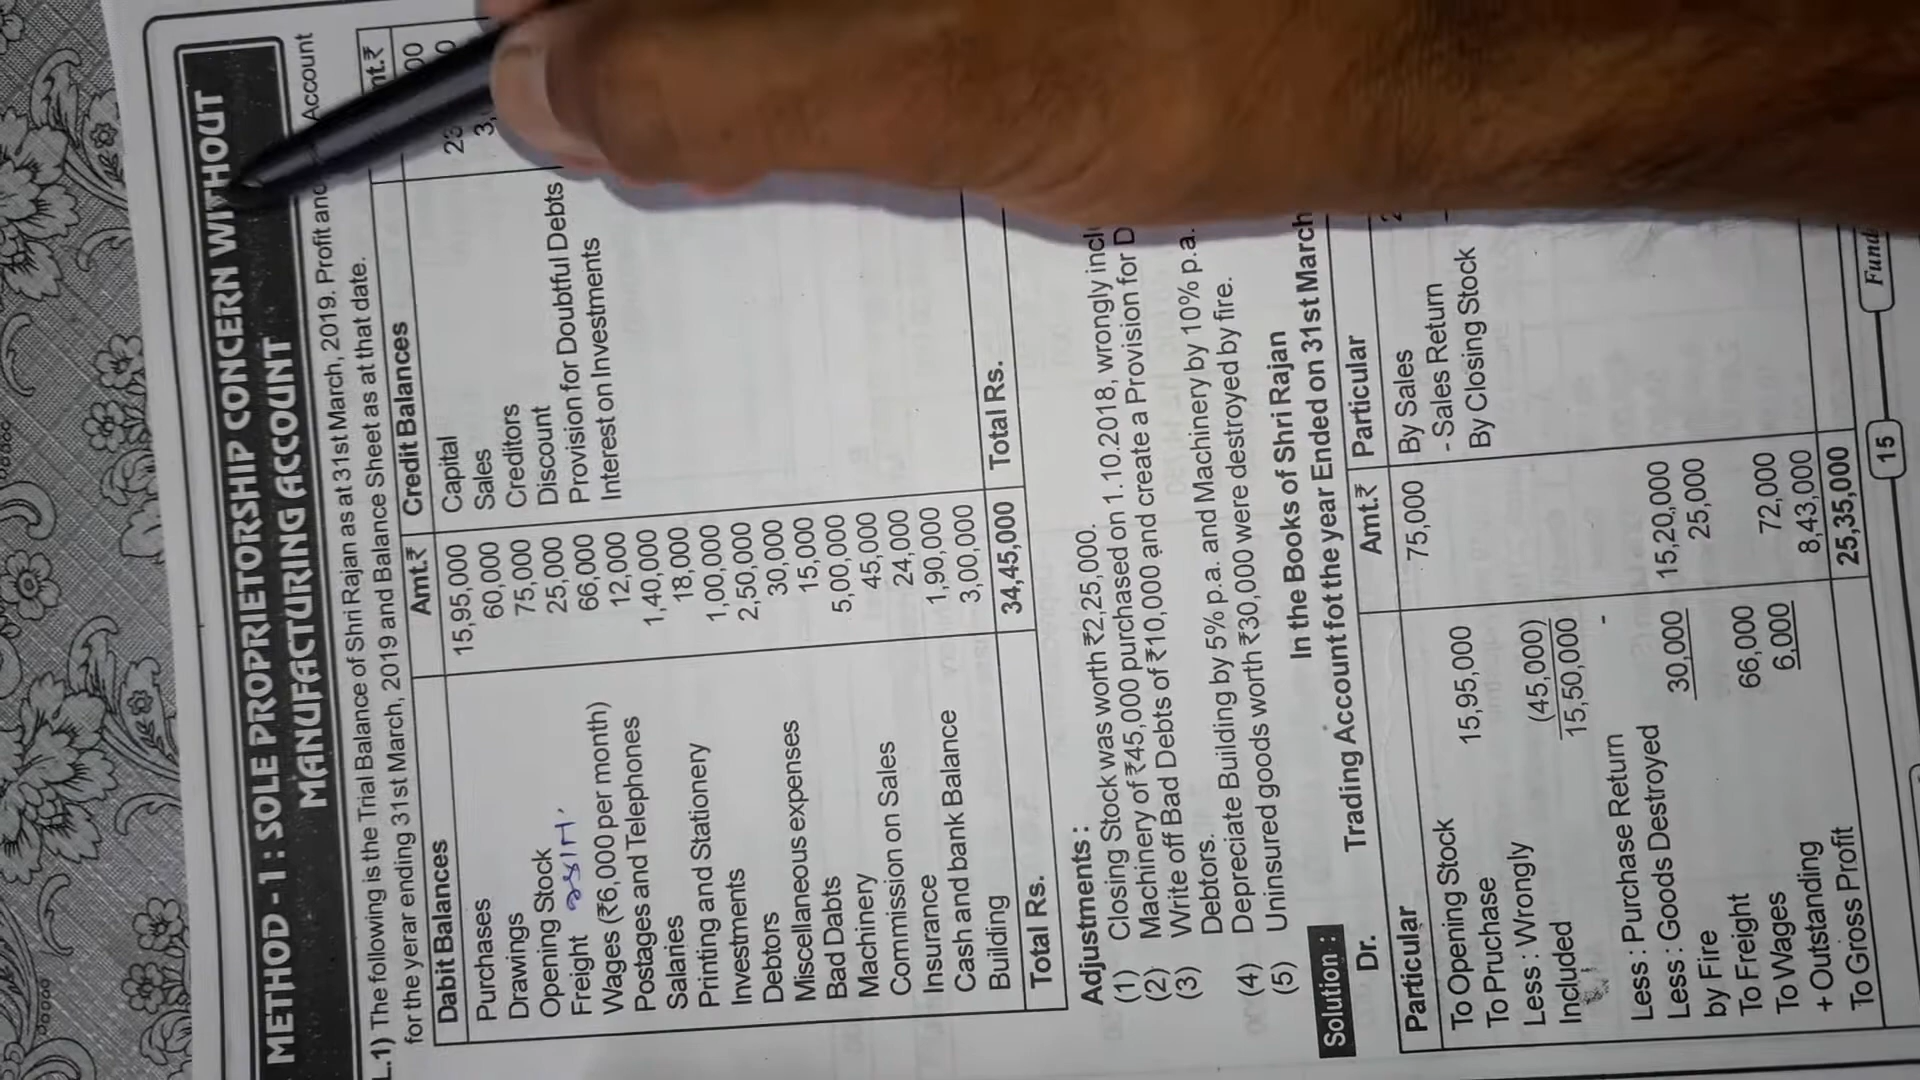 METHOD - 1 : SOLE PROPRIETORSHIP CONCERN WITHOUT
MANUFACTURING ACCOUNT
L.1) The following is the Trial Balance of Shri Rajan as at 31st March, 2019. Profit and Account
for the year ending 31st March, 2019 and Balance Sheet as at that date.
Debit Balances Amt.₹ Credit Balances
Purchases 15,95,000 Capital
Drawings 60,000 Sales
Opening Stock 75,000 Creditors
Freight 25,000 Discount
Wages (₹6,000 per month) 66,000 Provision for Doubtful Debts
Postages and Telephones 12,000 Interest on Investments
Salaries 1,40,000
Printing and Stationery 18,000
Investments 1,00,000
Debtors 2,50,000
Miscellaneous expenses 30,000
Bad Dabts 15,000
Machinery 5,00,000
Commission on Sales 45,000
Insurance 24,000
Cash and bank Balance 1,90,000
Building 3,00,000
Total Rs. 34,45,000 Total Rs.
Adjustments :
(1) Closing Stock was worth ₹2,25,000.
(2) Machinery of ₹45,000 purchased on 1.10.2018, wrongly
(3) Write off Bad Debts of ₹10,000 and create a Provision for
Debtors.
(4) Depreciate Building by 5% p.a. and Machinery by 10% p.a.
(5) Uninsured goods worth ₹30,000 were destroyed by fire.
Solution : In the Books of Shri Rajan
Dr. Trading Account fot the year Ended on 31st March
Particular Amt.₹ Particular
To Opening Stock 75,000 By Sales
To Pruchase 15,95,000 - Sales Return
Less : Wrongly By Closing Stock
Included (45,000)
15,50,000
Less : Purchase Return -
Less : Goods Destroyed
by Fire 30,000 15,20,000
To Freight 25,000
To Wages 66,000
+ Outstanding 6,000 72,000
To Gross Profit 8,43,000
25,35,000
15